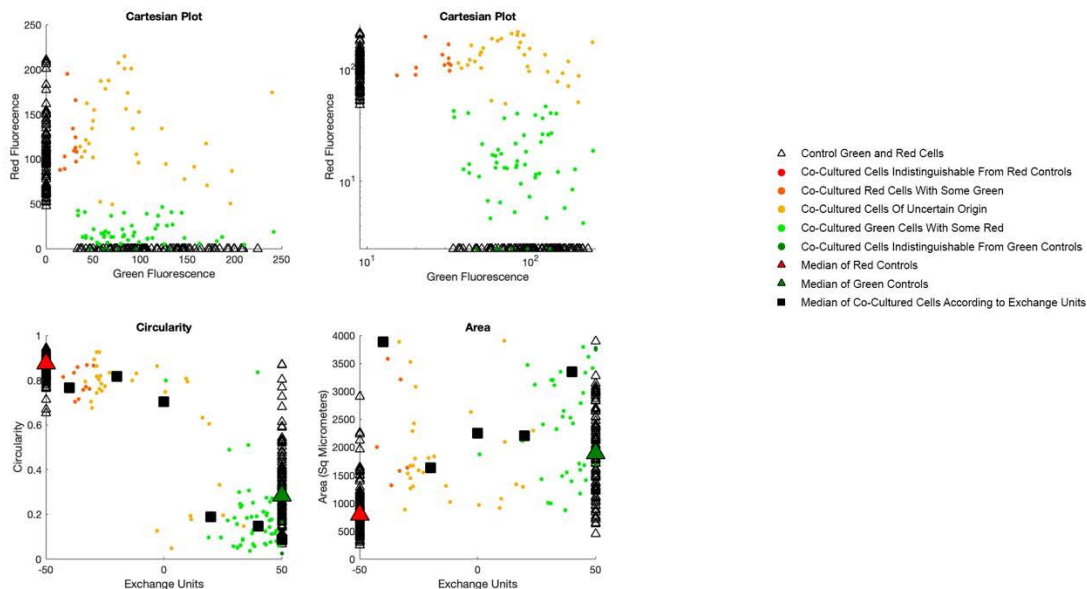 Cartesian Plot
250
200
150
100
50
0
0
50
100
150
200
250
Red Fluorescence
Green Fluorescence
Cartesian Plot
10²
10¹
10¹
10²
Red Fluorescence
Green Fluorescence
Control Green and Red Cells
Co-Cultured Cells Indistinguishable From Red Controls
Co-Cultured Red Cells With Some Green
Co-Cultured Cells Of Uncertain Origin
Co-Cultured Green Cells With Some Red
Co-Cultured Cells Indistinguishable From Green Controls
Median of Red Controls
Median of Green Controls
Median of Co-Cultured Cells According to Exchange Units
Circularity
1
0.8
0.6
0.4
0.2
0
-50
0
50
Circularity
Exchange Units
Area
4000
3500
3000
2500
2000
1500
1000
500
0
-50
0
50
Area (Sq Micrometers)
Exchange Units